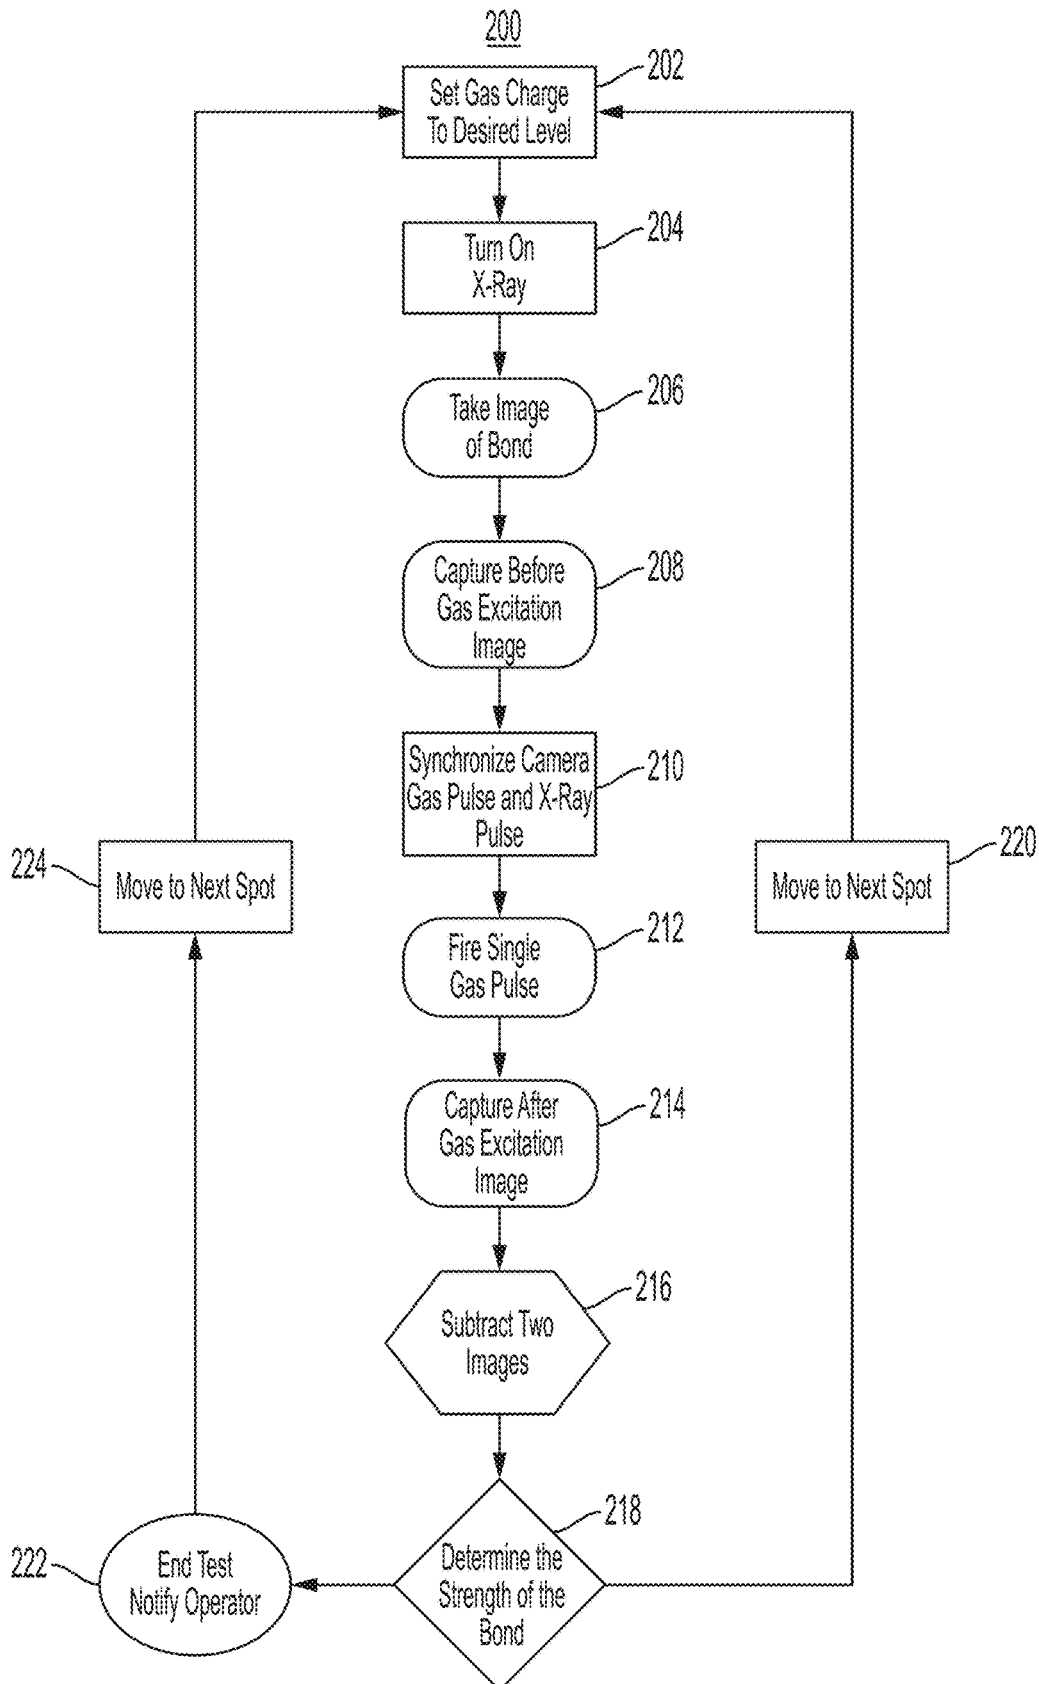 200
Set Gas Charge
To Desired Level
202
Turn On
X-Ray
204
Take Image
of Bond
206
Capture Before
Gas Excitation
Image
208
Synchronize Camera
Gas Pulse and X-Ray
Pulse
210
224
Move to Next Spot
Move to Next Spot
220
Fire Single
Gas Pulse
212
Capture After
Gas Excitation
Image
214
Subtract Two
Images
216
Determine the
Strength of the
Bond
218
222
End Test
Notify Operator